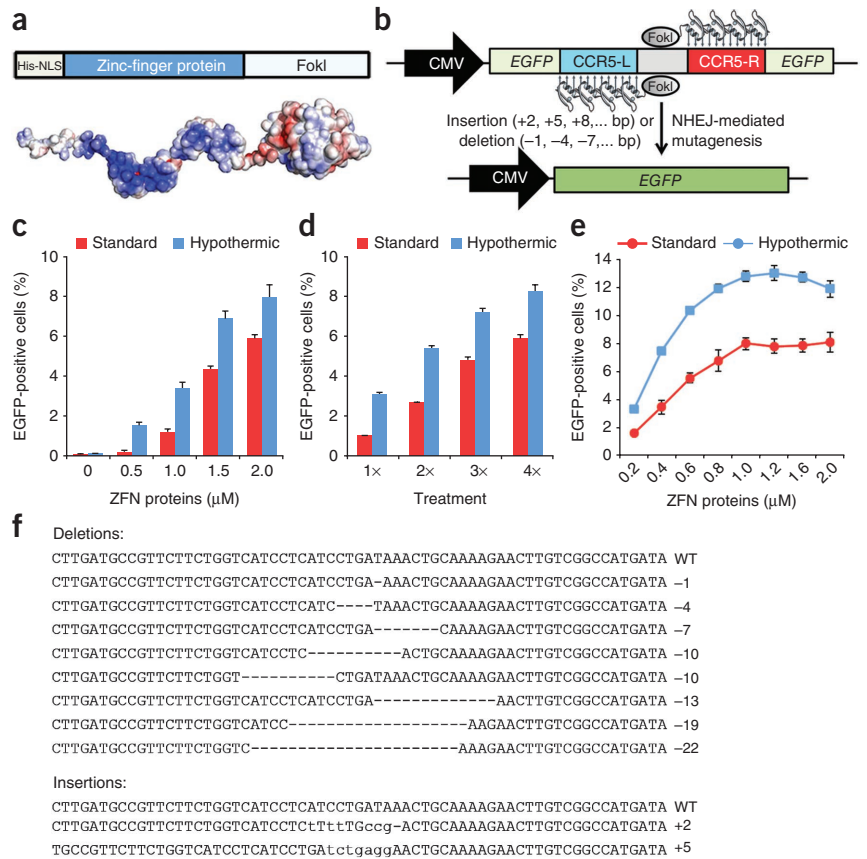 a
His-NLS Zinc-finger protein FokI
b
FokI
CMV EGFP CCR5-L CCR5-R EGFP
FokI
Insertion (+2, +5, +8,... bp) or
deletion (−1, −4, −7,... bp)
NHEJ-mediated
mutagenesis
CMV EGFP
c
Standard Hypothermic
EGFP-positive cells (%)
10
8
6
4
2
0
0 0.5 1.0 1.5 2.0
ZFN proteins (μM)
d
Standard Hypothermic
EGFP-positive cells (%)
10
8
6
4
2
0
1× 2× 3× 4×
Treatment
e
Standard Hypothermic
EGFP-positive cells (%)
14
12
10
8
6
4
2
0
0.2 0.4 0.6 0.8 1.0 1.2 1.6 2.0
ZFN proteins (μM)
f
Deletions:
CTTGATGCCGTTCTTCTGGTCATCCTCATCCTGATAAACTGCAAAAGAACTTGTCGGCCATGATA WT
CTTGATGCCGTTCTTCTGGTCATCCTCATCCTGA-AAACTGCAAAAGAACTTGTCGGCCATGATA −1
CTTGATGCCGTTCTTCTGGTCATCCTCATC----TAAACTGCAAAAGAACTTGTCGGCCATGATA −4
CTTGATGCCGTTCTTCTGGTCATCCTCATCCTGA-------CAAAAGAACTTGTCGGCCATGATA −7
CTTGATGCCGTTCTTCTGGTCATCCTC----------ACTGCAAAAGAACTTGTCGGCCATGATA −10
CTTGATGCCGTTCTTCTGGT----------CTGATAAACTGCAAAAGAACTTGTCGGCCATGATA −10
CTTGATGCCGTTCTTCTGGTCATCCTCATCCTGA-------------AACTTGTCGGCCATGATA −13
CTTGATGCCGTTCTTCTGGTCATCC-------------------AAGAACTTGTCGGCCATGATA −19
CTTGATGCCGTTCTTCTGGTC----------------------AAAGAACTTGTCGGCCATGATA −22
Insertions:
CTTGATGCCGTTCTTCTGGTCATCCTCATCCTGATAAACTGCAAAAGAACTTGTCGGCCATGATA WT
CTTGATGCCGTTCTTCTGGTCATCCTCtTttTGccg-ACTGCAAAAGAACTTGTCGGCCATGATA +2
TGCCGTTCTTCTGGTCATCCTCATCCTGAtctgaggAACTGCAAAAGAACTTGTCGGCCATGATA +5